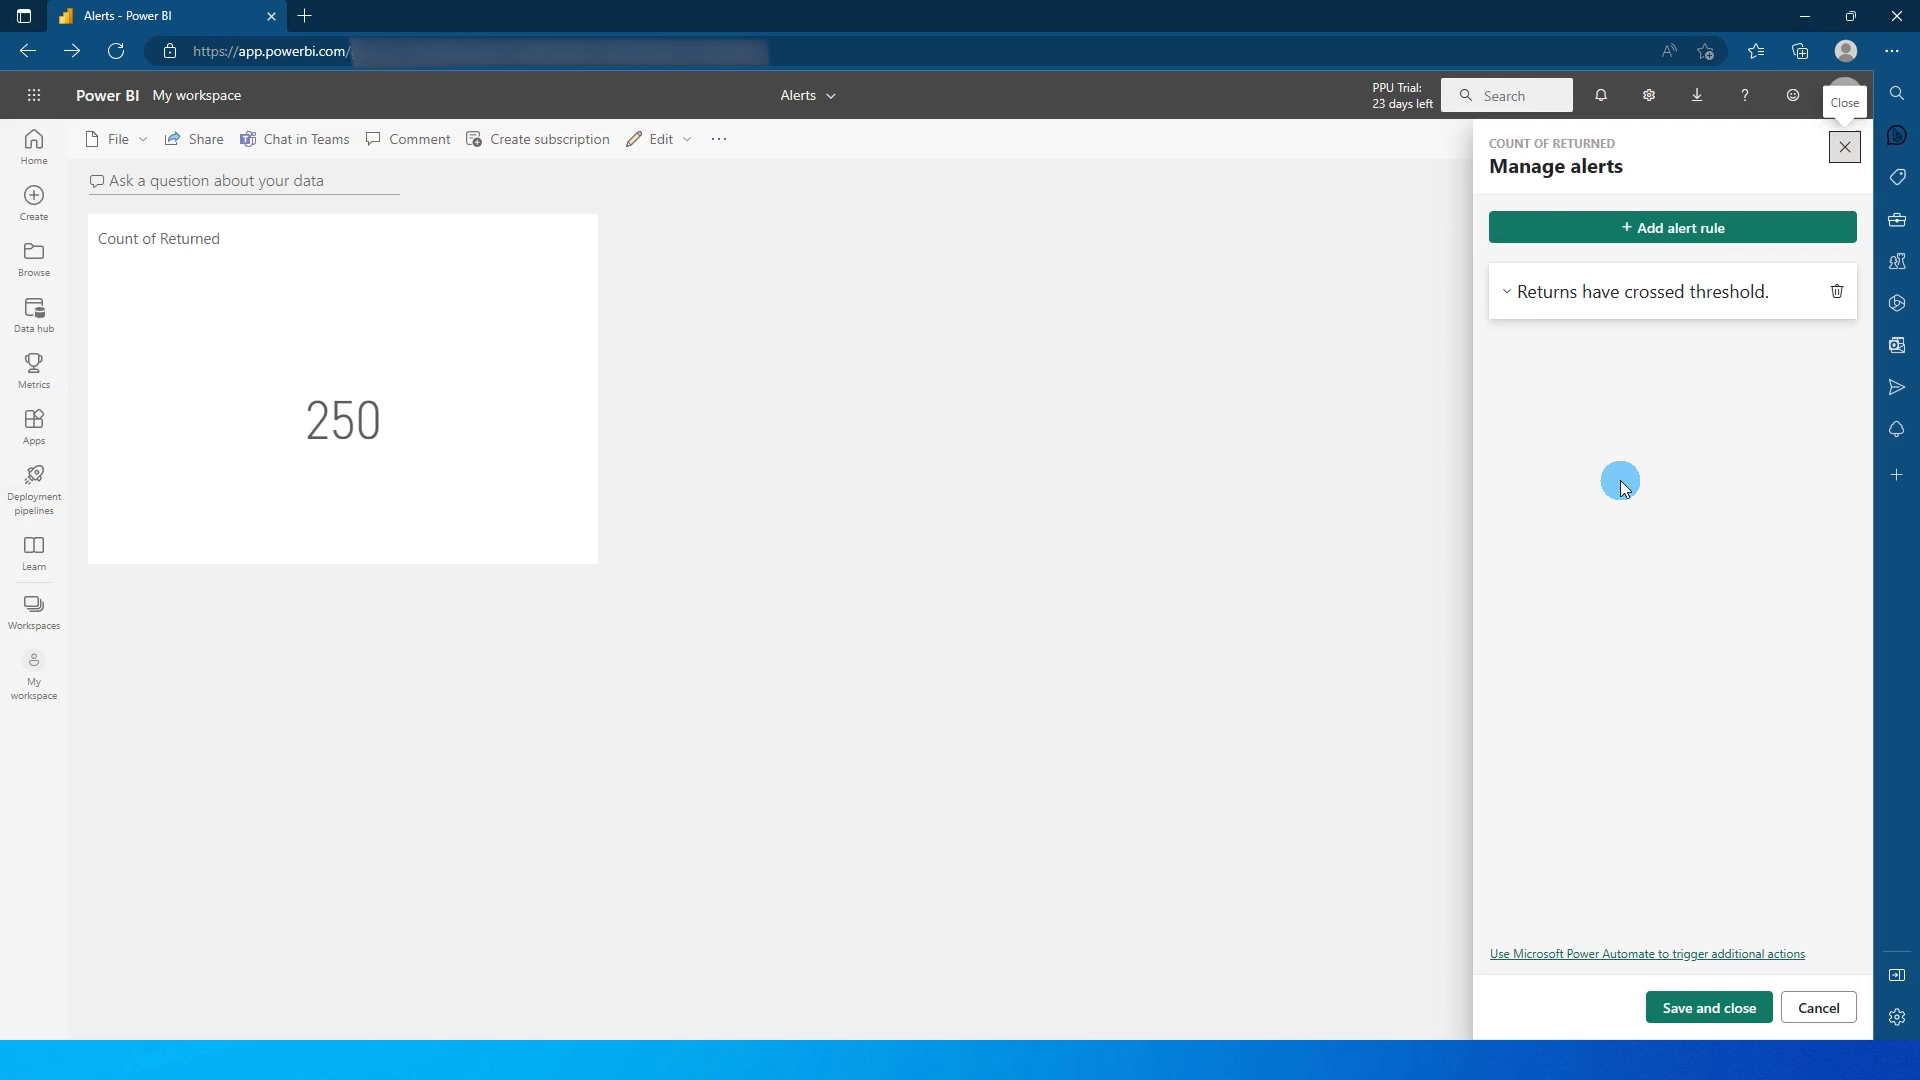 Alerts - Power BI
https://app.powerbi.com/
Power BI My workspace
Alerts
PPU Trial:
23 days left
Search
Close
File
Share
Chat in Teams
Comment
Create subscription
Edit
Home
Create
Browse
Data hub
Metrics
Apps
Deployment
pipelines
Learn
Workspaces
My
workspace
Ask a question about your data
Count of Returned
250
COUNT OF RETURNED
Manage alerts
+ Add alert rule
Returns have crossed threshold.
Use Microsoft Power Automate to trigger additional actions
Save and close
Cancel